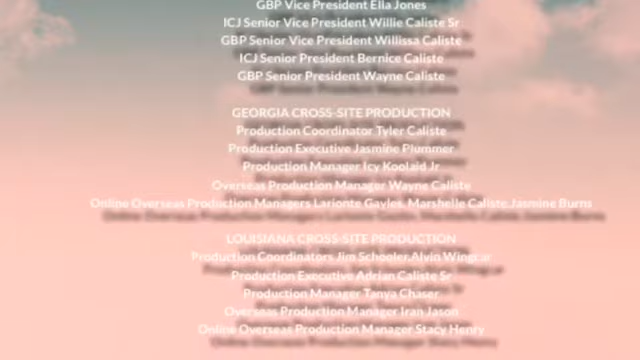 GBP Vice President Ella Jones
ICJ Senior Vice President Willie Caliste Sr
GBP Senior Vice President Willissa Caliste
ICJ Senior President Bernice Caliste
GBP Senior President Wayne Caliste
GEORGIA CROSS-SITE PRODUCTION
Production Coordinator Tyler Caliste
Production Executive Jasmine Plummer
Production Manager Icy Koolaid Jr
Overseas Production Manager Wayne Caliste
Online Overseas Production Managers Larionte Gayles, Marshelle Caliste,Jasmine Burns
LOUISIANA CROSS-SITE PRODUCTION
Production Coordinators Jim Schooler,Alvin Wings
Production Executive Adrian Caliste Sr
Production Manager Tanya Chaser
Overseas Production Manager Iran Jason
Online Overseas Production Manager Stacy Henry